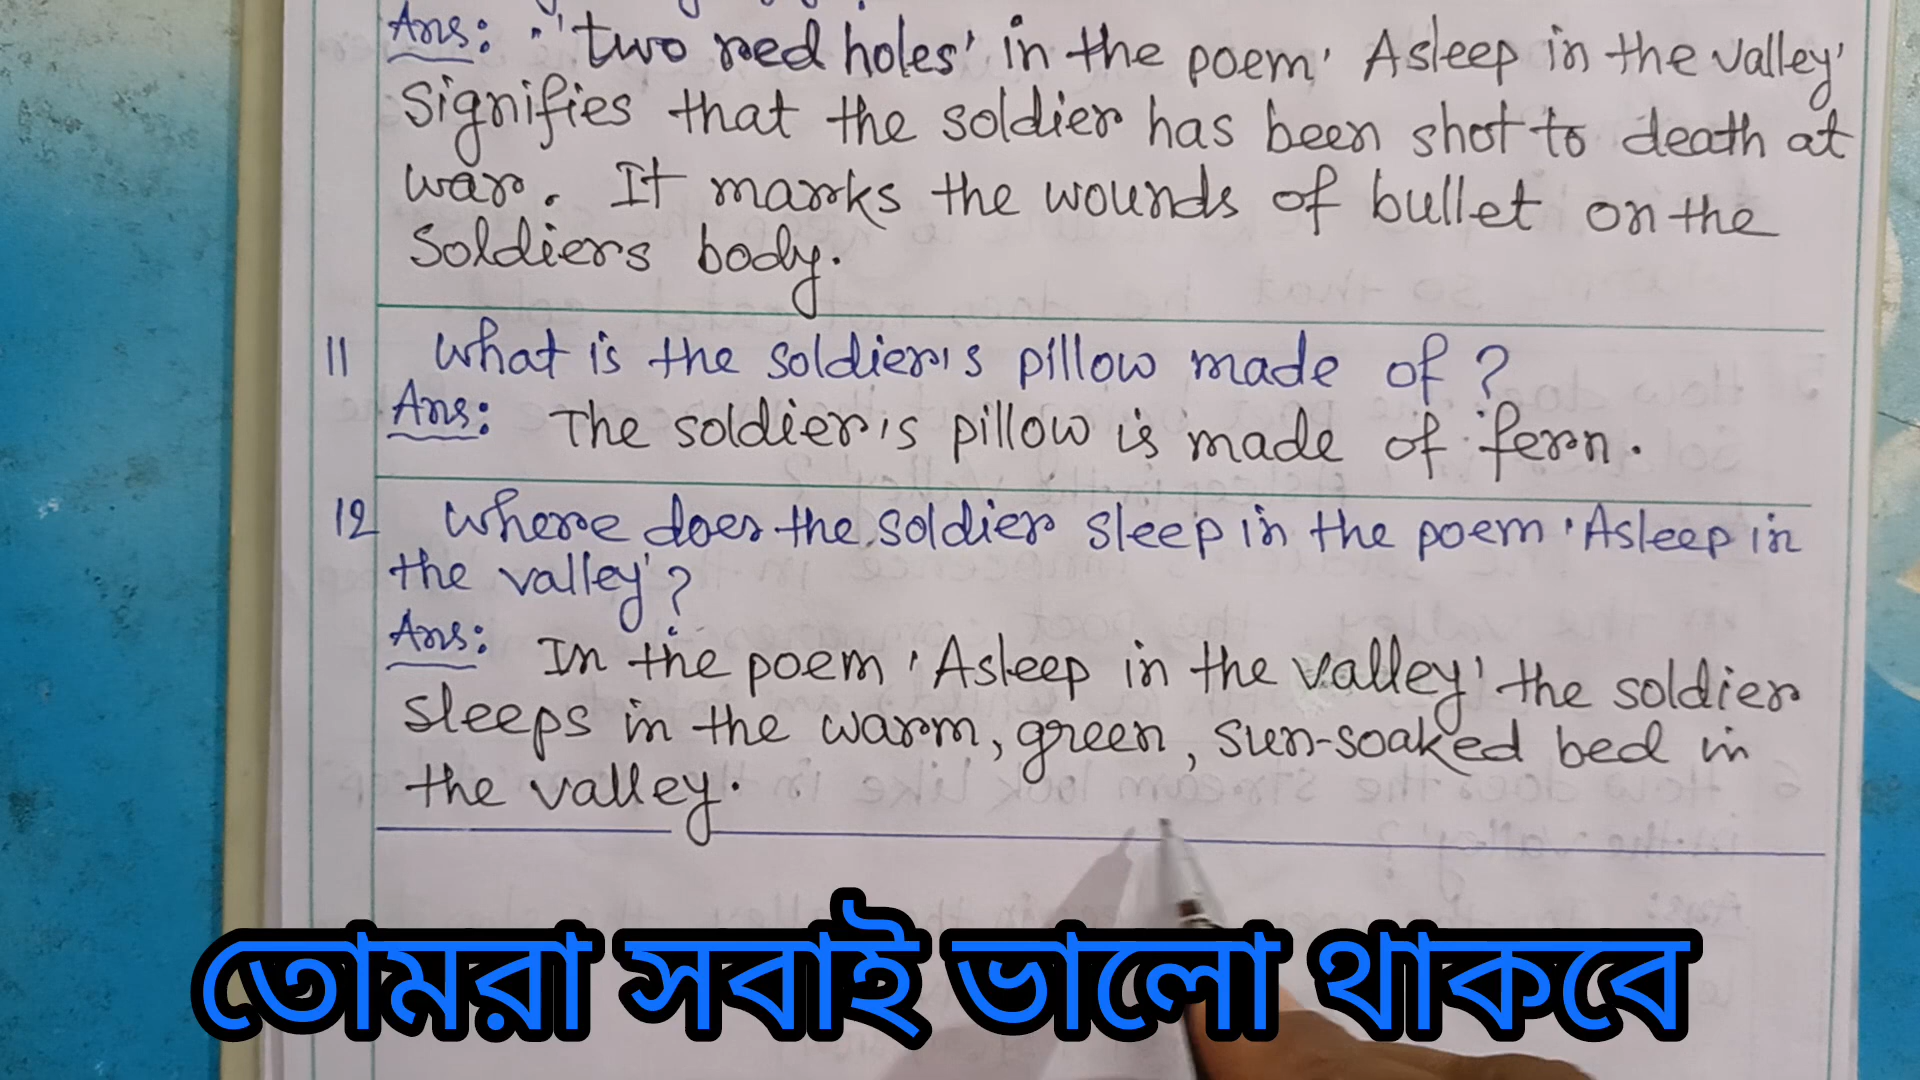 Ans: 'two red holes' in the poem 'Asleep in the valley'
Signifies that the soldier has been shot to death at
war. It marks the wounds of bullet on the
Soldiers body.
11 What is the soldier's pillow made of?
Ans: The soldier's pillow is made of fern.
12 Where does the soldier sleep in the poem 'Asleep in
the valley'?
Ans: In the poem 'Asleep in the valley' the soldier
sleeps in the warm, green, sun-soaked bed in
the valley.
তোমরা সবাই ভালো থাকবে